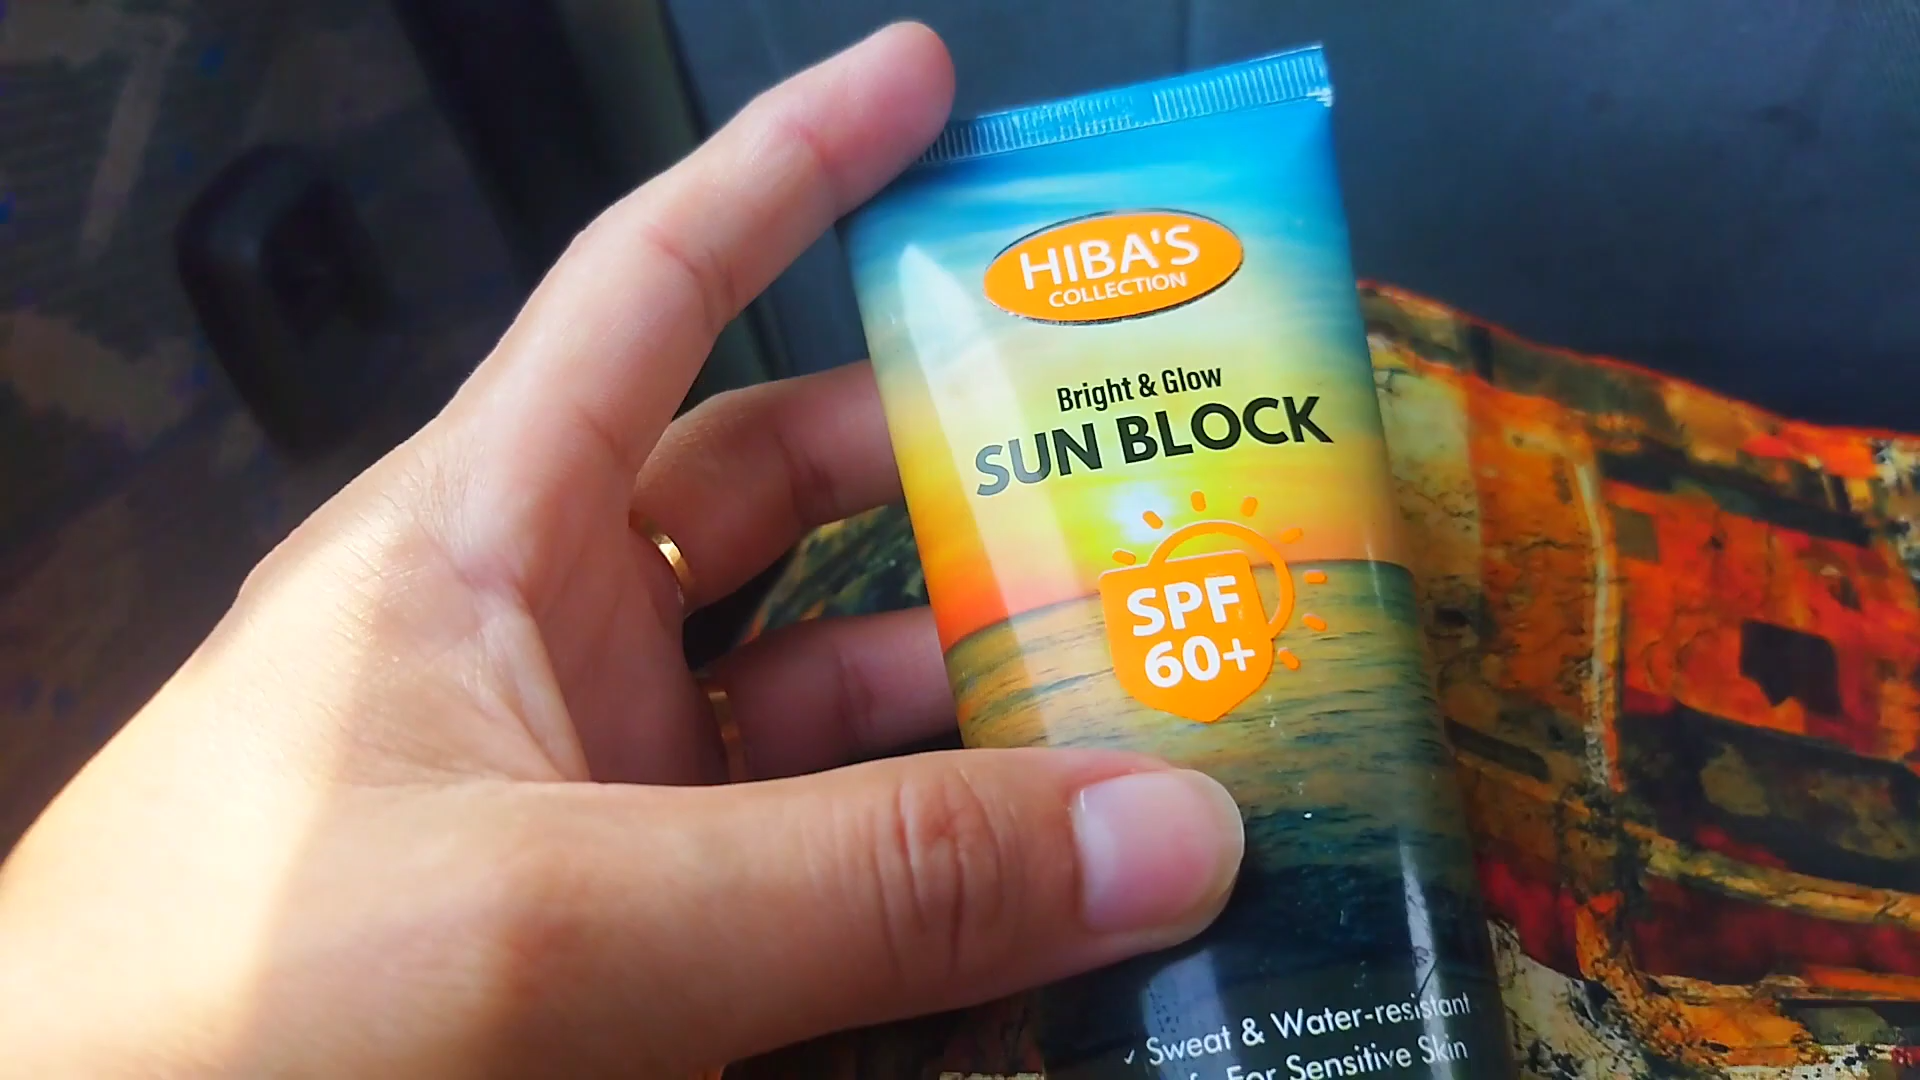 HIBA'S
COLLECTION
Bright & Glow
SUN BLOCK
SPF
60+
✓ Sweat & Water-resistant
For Sensitive Skin